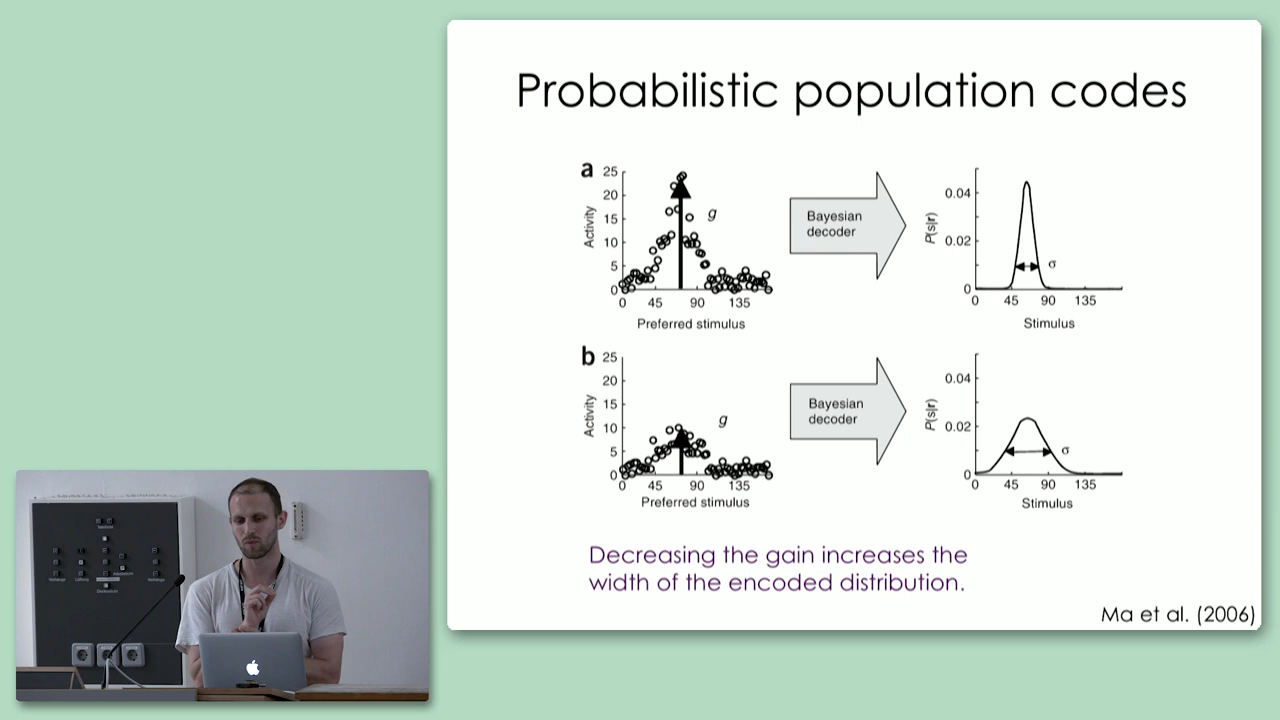 Probabilistic population codes
a
25
20
15
10
5
0
Activity
g
0 45 90 135
Preferred stimulus
Bayesian
decoder
0.04
0.02
0
P(s|r)
σ
0 45 90 135
Stimulus
b
25
20
15
10
5
0
Activity
g
0 45 90 135
Preferred stimulus
Bayesian
decoder
0.04
0.02
0
P(s|r)
σ
0 45 90 135
Stimulus
Decreasing the gain increases the
width of the encoded distribution.
Ma et al. (2006)